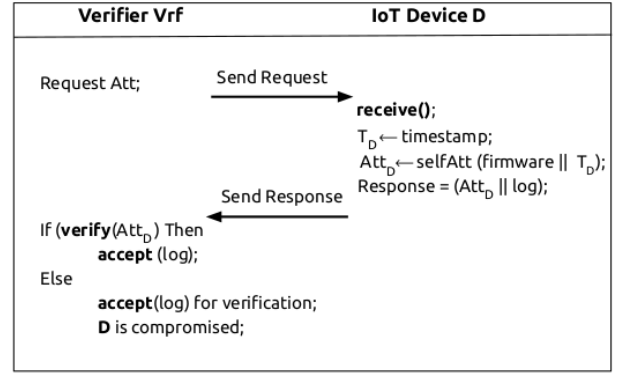 Verifier Vrf
IoT Device D
Request Att;
Send Request
receive();
T_D ← timestamp;
Att_D ← selfAtt (firmware || T_D);
Response = (Att_D || log);
Send Response
If (verify(Att_D) Then
accept (log);
Else
accept(log) for verification;
D is compromised;